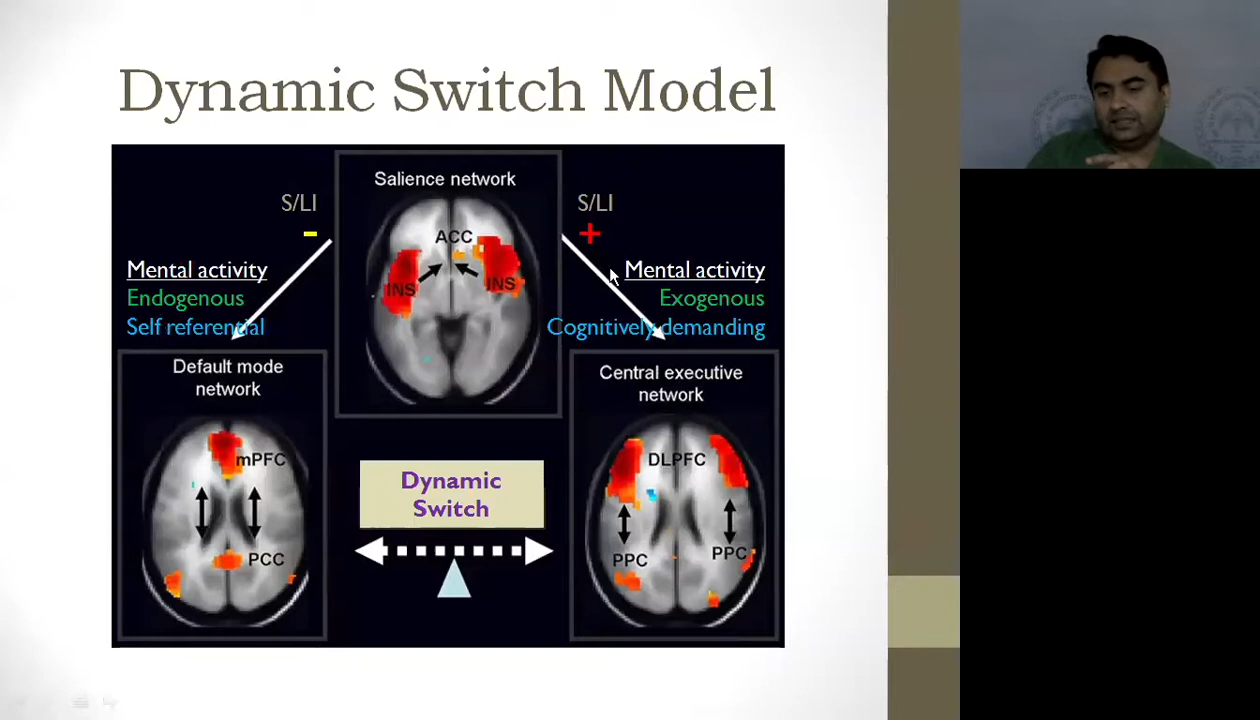 Dynamic Switch Model
Salience network
S/LI
-
S/LI
+
ACC
INS
INS
Mental activity
Endogenous
Self referential
Mental activity
Exogenous
Cognitively demanding
Default mode
network
mPFC
PCC
Dynamic
Switch
Central executive
network
DLPFC
PPC
PPC